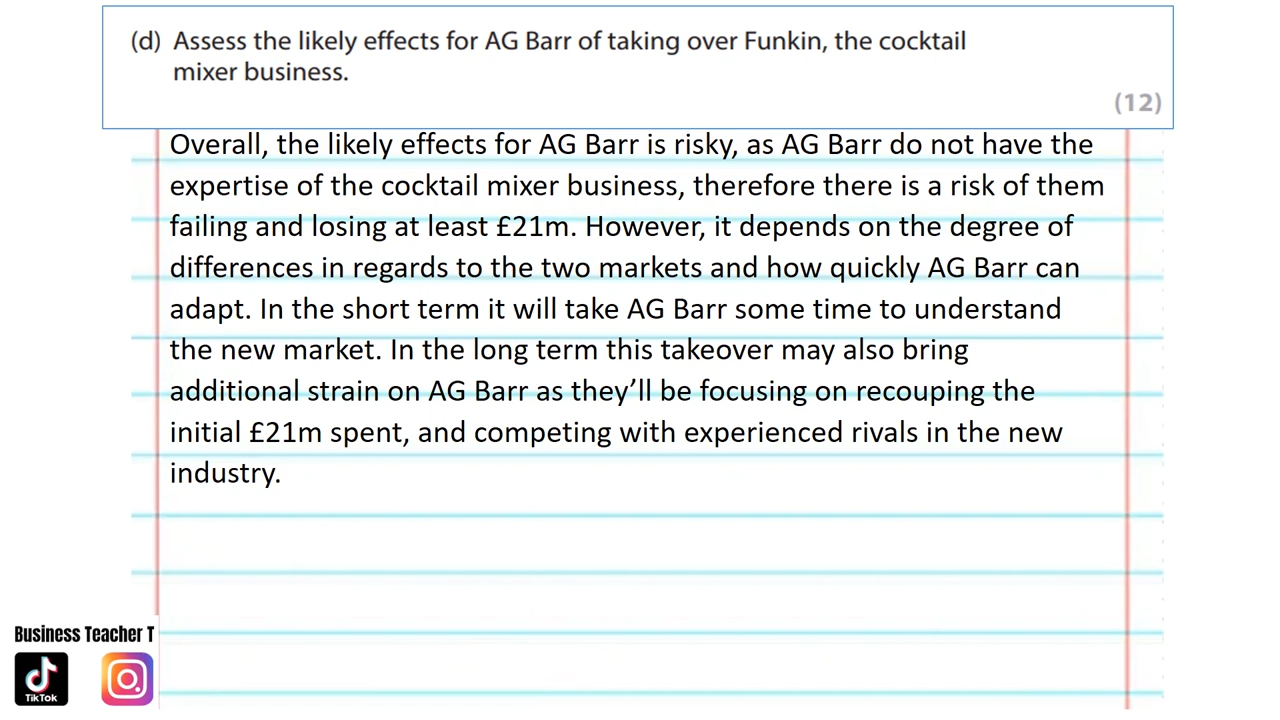 (d) Assess the likely effects for AG Barr of taking over Funkin, the cocktail
mixer business.
(12)
Overall, the likely effects for AG Barr is risky, as AG Barr do not have the
expertise of the cocktail mixer business, therefore there is a risk of them
failing and losing at least £21m. However, it depends on the degree of
differences in regards to the two markets and how quickly AG Barr can
adapt. In the short term it will take AG Barr some time to understand
the new market. In the long term this takeover may also bring
additional strain on AG Barr as they’ll be focusing on recouping the
initial £21m spent, and competing with experienced rivals in the new
industry.
Business Teacher T
TikTok